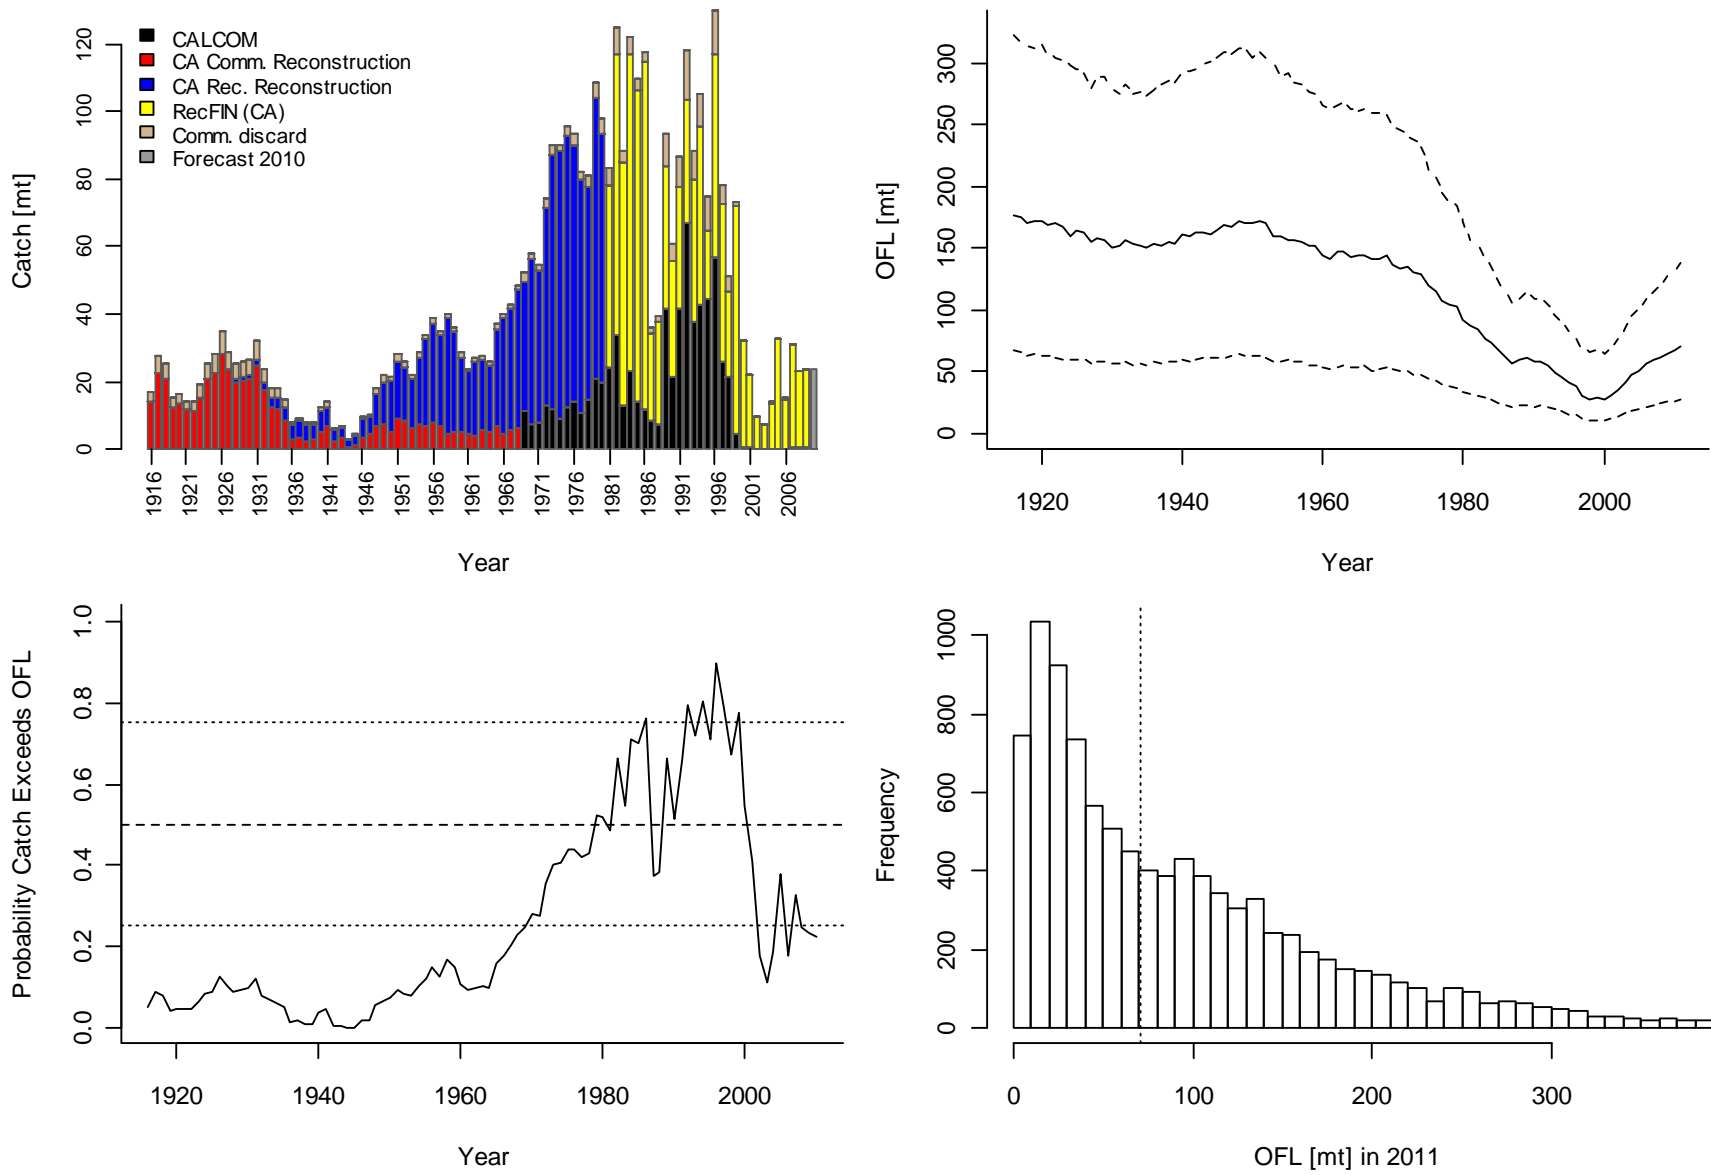 120
100
80
60
40
20
0
Catch [mt]
CALCOM
CA Comm. Reconstruction
CA Rec. Reconstruction
RecFIN (CA)
Comm. discard
Forecast 2010
1916 1921 1926 1931 1936 1941 1946 1951 1956 1961 1966 1971 1976 1981 1986 1991 1996 2001 2006
Year
300
250
200
150
100
50
0
OFL [mt]
1920 1940 1960 1980 2000
Year
1.0
0.8
0.6
0.4
0.2
0.0
Probability Catch Exceeds OFL
1920 1940 1960 1980 2000
Year
1000
800
600
400
200
0
Frequency
0 100 200 300
OFL [mt] in 2011